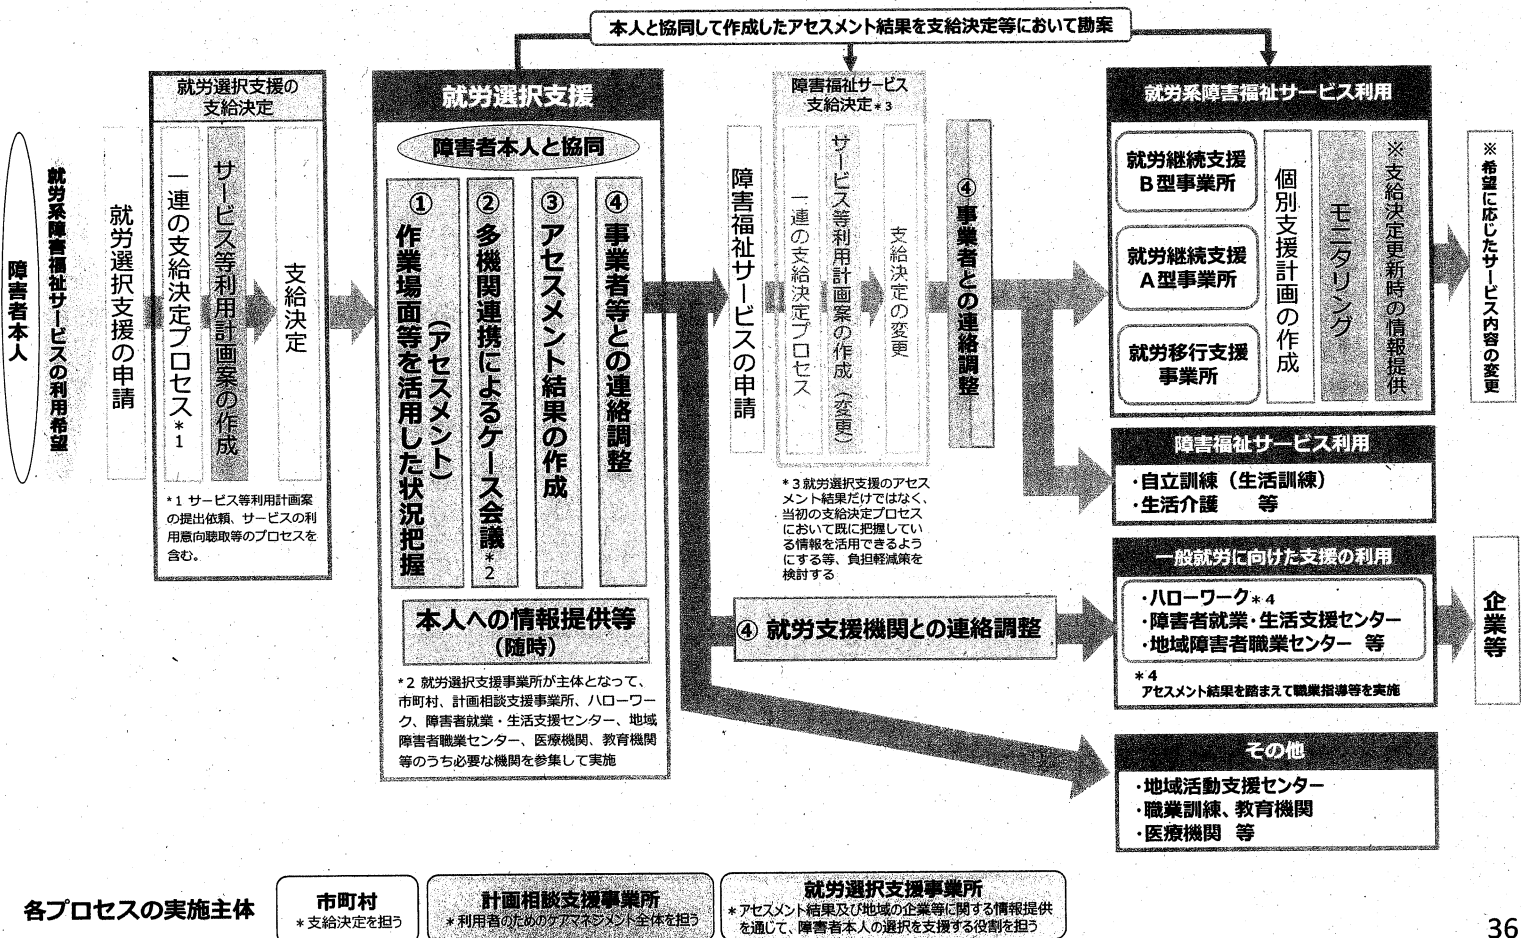 本人と協同して作成したアセスメント結果を支給決定等において勘案
障害者本人
就労系障害福祉サービスの利用希望
就労選択支援の申請
就労選択支援の
支給決定
一連の支給決定プロセス*1
サービス等利用計画案の作成
支給決定
*1 サービス等利用計画案
の提出依頼、サービスの利
用意向聴取等のプロセスを
含む。
就労選択支援
障害者本人と協同
①作業場面等を活用した状況把握
(アセスメント)
②多機関連携によるケース会議*2
③アセスメント結果の作成
④事業者等との連絡調整
本人への情報提供等
(随時)
*2 就労選択支援事業所が主体となって、
市町村、計画相談支援事業所、ハローワー
ク、障害者就業・生活支援センター、地域
障害者職業センター、医療機関、教育機関
等のうち必要な機関を参集して実施
障害福祉サービスの申請
障害福祉サービス
支給決定*3
一連の支給決定プロセス
サービス等利用計画案の作成(変更)
支給決定の変更
*3就労選択支援のアセス
メント結果だけではなく、
当初の支給決定プロセス
において既に把握してい
る情報を活用できるよう
にする等、負担軽減策を
検討する
④事業者との連絡調整
④ 就労支援機関との連絡調整
就労系障害福祉サービス利用
就労継続支援
B型事業所
就労継続支援
A型事業所
就労移行支援
事業所
個別支援計画の作成
モニタリング
※支給決定更新時の情報提供
※希望に応じたサービス内容の変更
障害福祉サービス利用
・自立訓練(生活訓練)
・生活介護 等
一般就労に向けた支援の利用
・ハローワーク*4
・障害者就業・生活支援センター
・地域障害者職業センター 等
*4
アセスメント結果を踏まえて職業指導等を実施
企業等
その他
・地域活動支援センター
・職業訓練、教育機関
・医療機関 等
各プロセスの実施主体
市町村
*支給決定を担う
計画相談支援事業所
*利用者のためのケアマネジメント全体を担う
就労選択支援事業所
*アセスメント結果及び地域の企業等に関する情報提供
を通じて、障害者本人の選択を支援する役割を担う
36